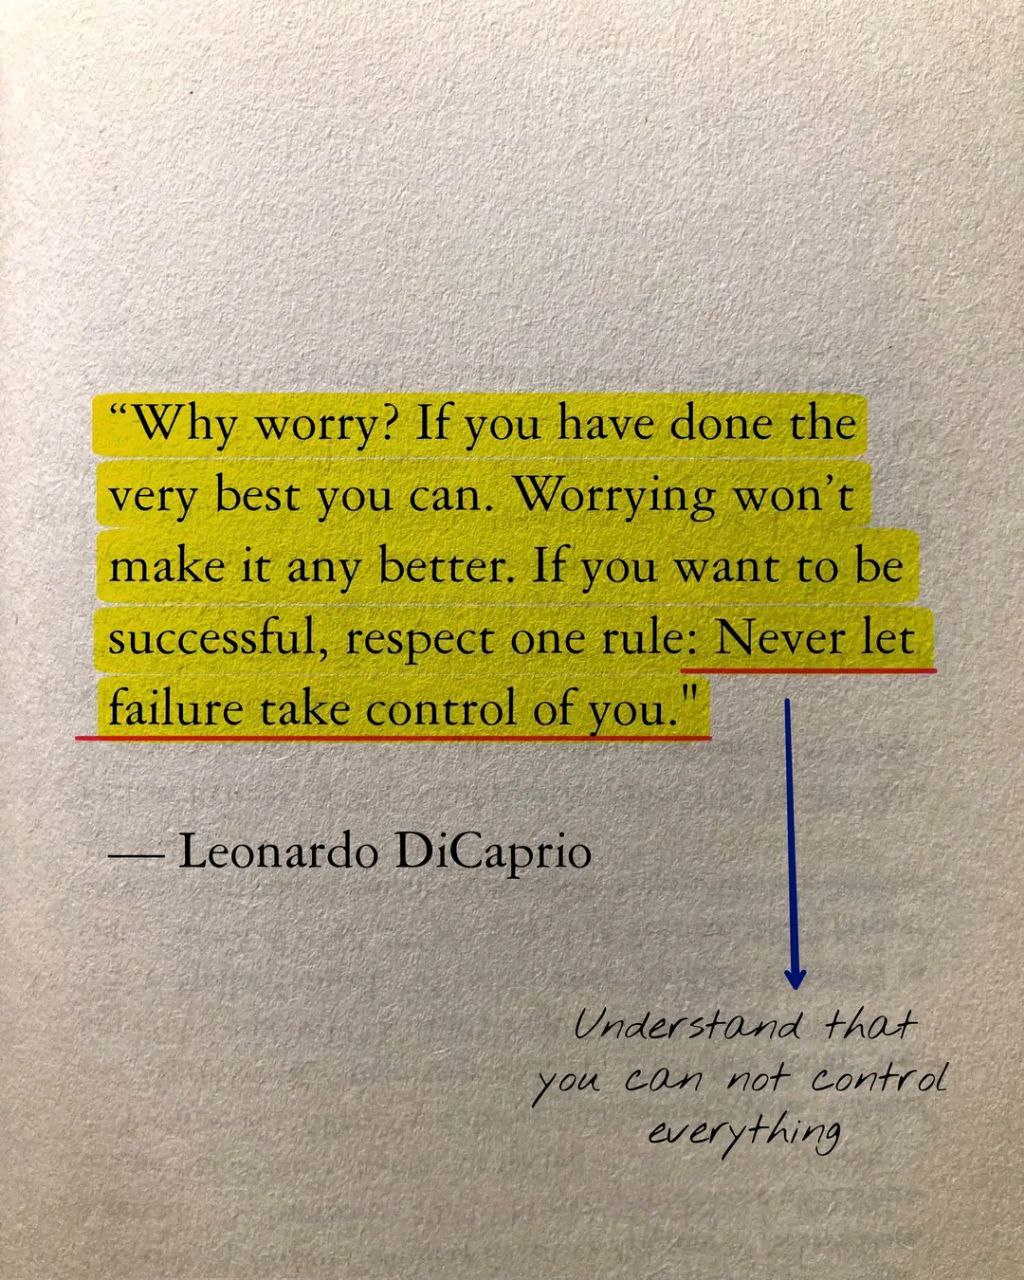 “Why worry? If you have done the
very best you can. Worrying won’t
make it any better. If you want to be
successful, respect one rule: Never let
failure take control of you."
— Leonardo DiCaprio
Understand that
you can not control
everything